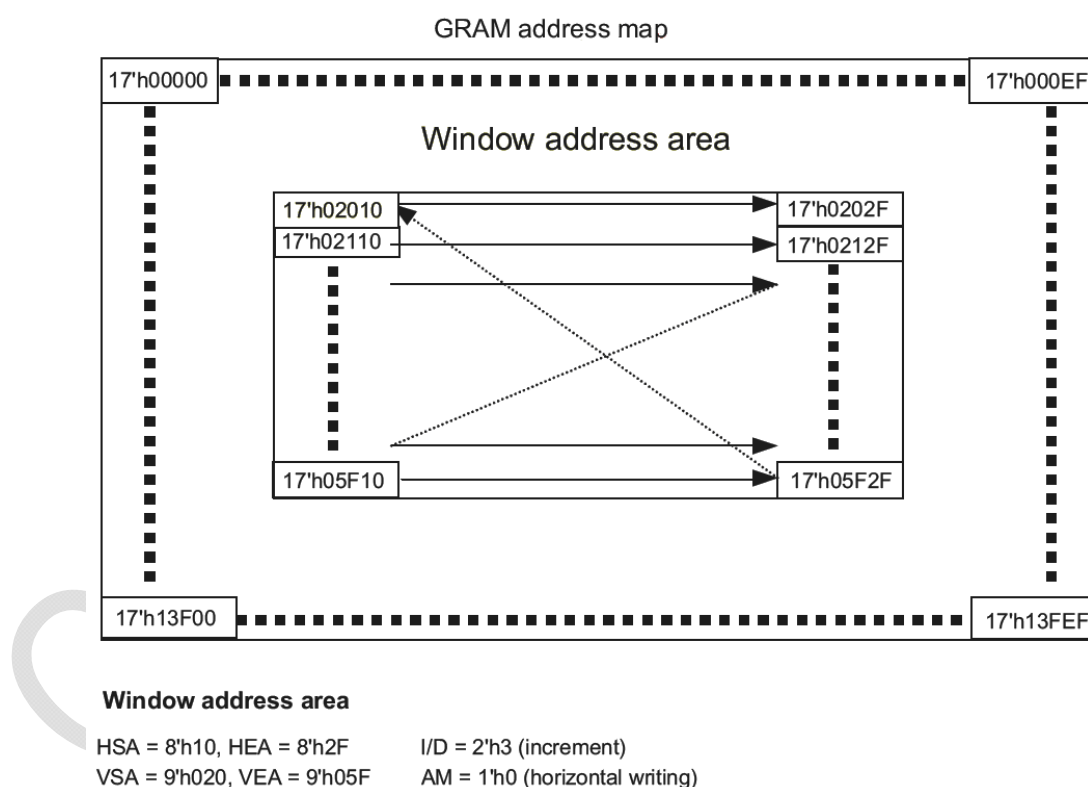 GRAM address map
17'h00000 17'h000EF
Window address area
17'h02010 17'h0202F
17'h02110 17'h0212F
17'h05F10 17'h05F2F
17'h13F00 17'h13FEF
Window address area
HSA = 8'h10, HEA = 8'h2F I/D = 2'h3 (increment)
VSA = 9'h020, VEA = 9'h05F AM = 1'h0 (horizontal writing)